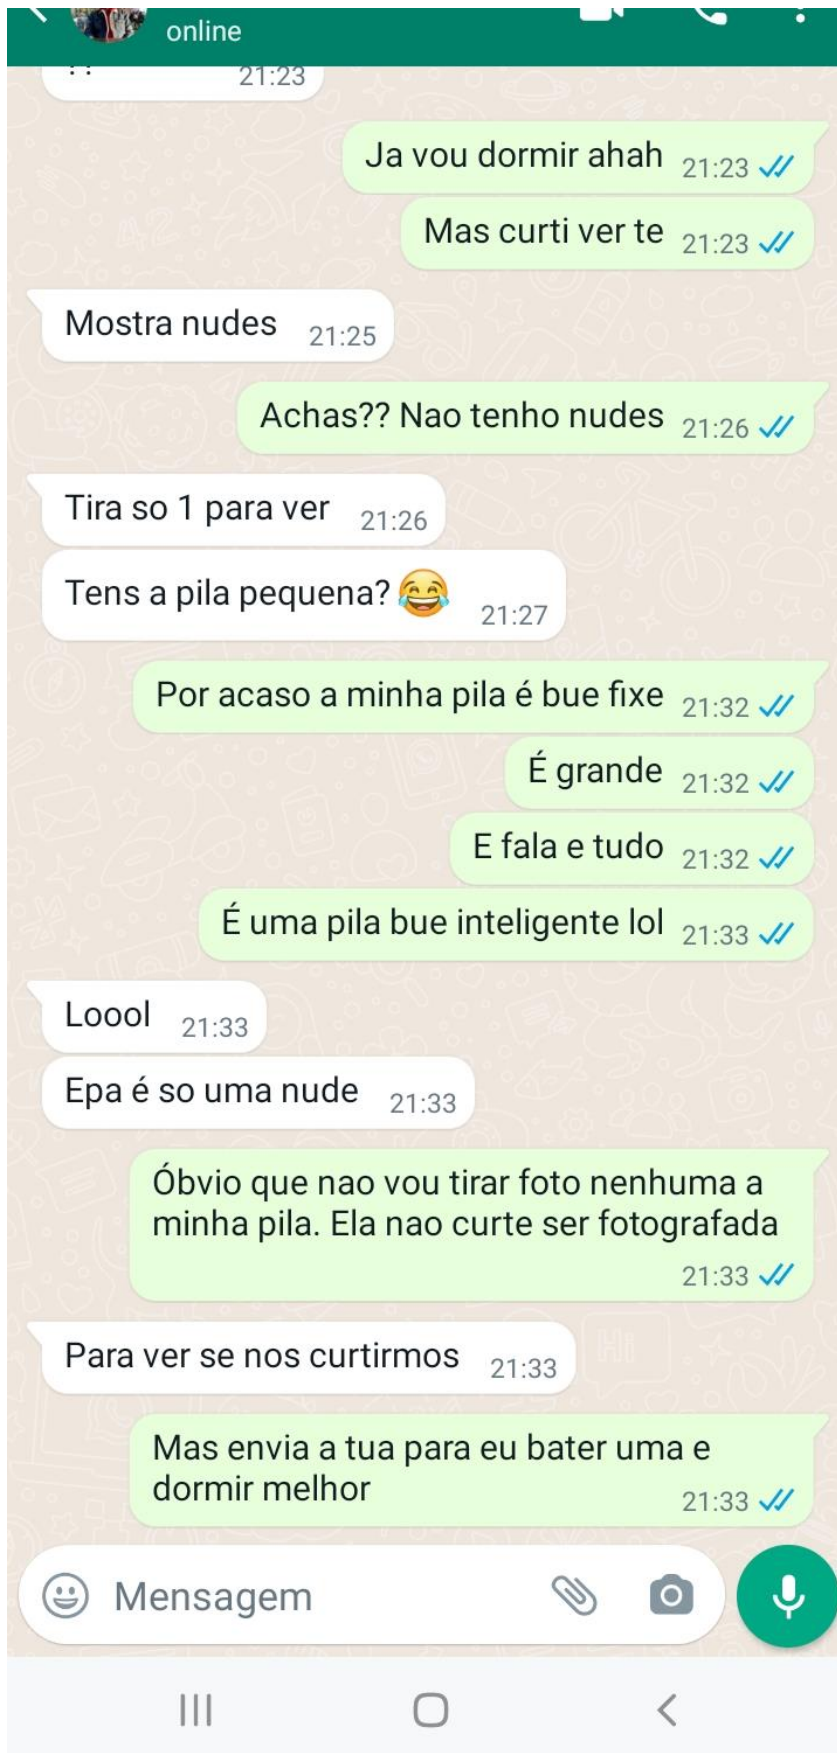 online
21:23
Ja vou dormir ahah 21:23
Mas curti ver te 21:23
Mostra nudes 21:25
Achas?? Nao tenho nudes 21:26
Tira so 1 para ver 21:26
Tens a pila pequena?😂 21:27
Por acaso a minha pila é bue fixe 21:32
É grande 21:32
E fala e tudo 21:32
É uma pila bue inteligente lol 21:33
Loool 21:33
Epa é so uma nude 21:33
Óbvio que nao vou tirar foto nenhuma a
minha pila. Ela nao curte ser fotografada
21:33
Para ver se nos curtirmos 21:33
Mas envia a tua para eu bater uma e
dormir melhor 21:33
Mensagem